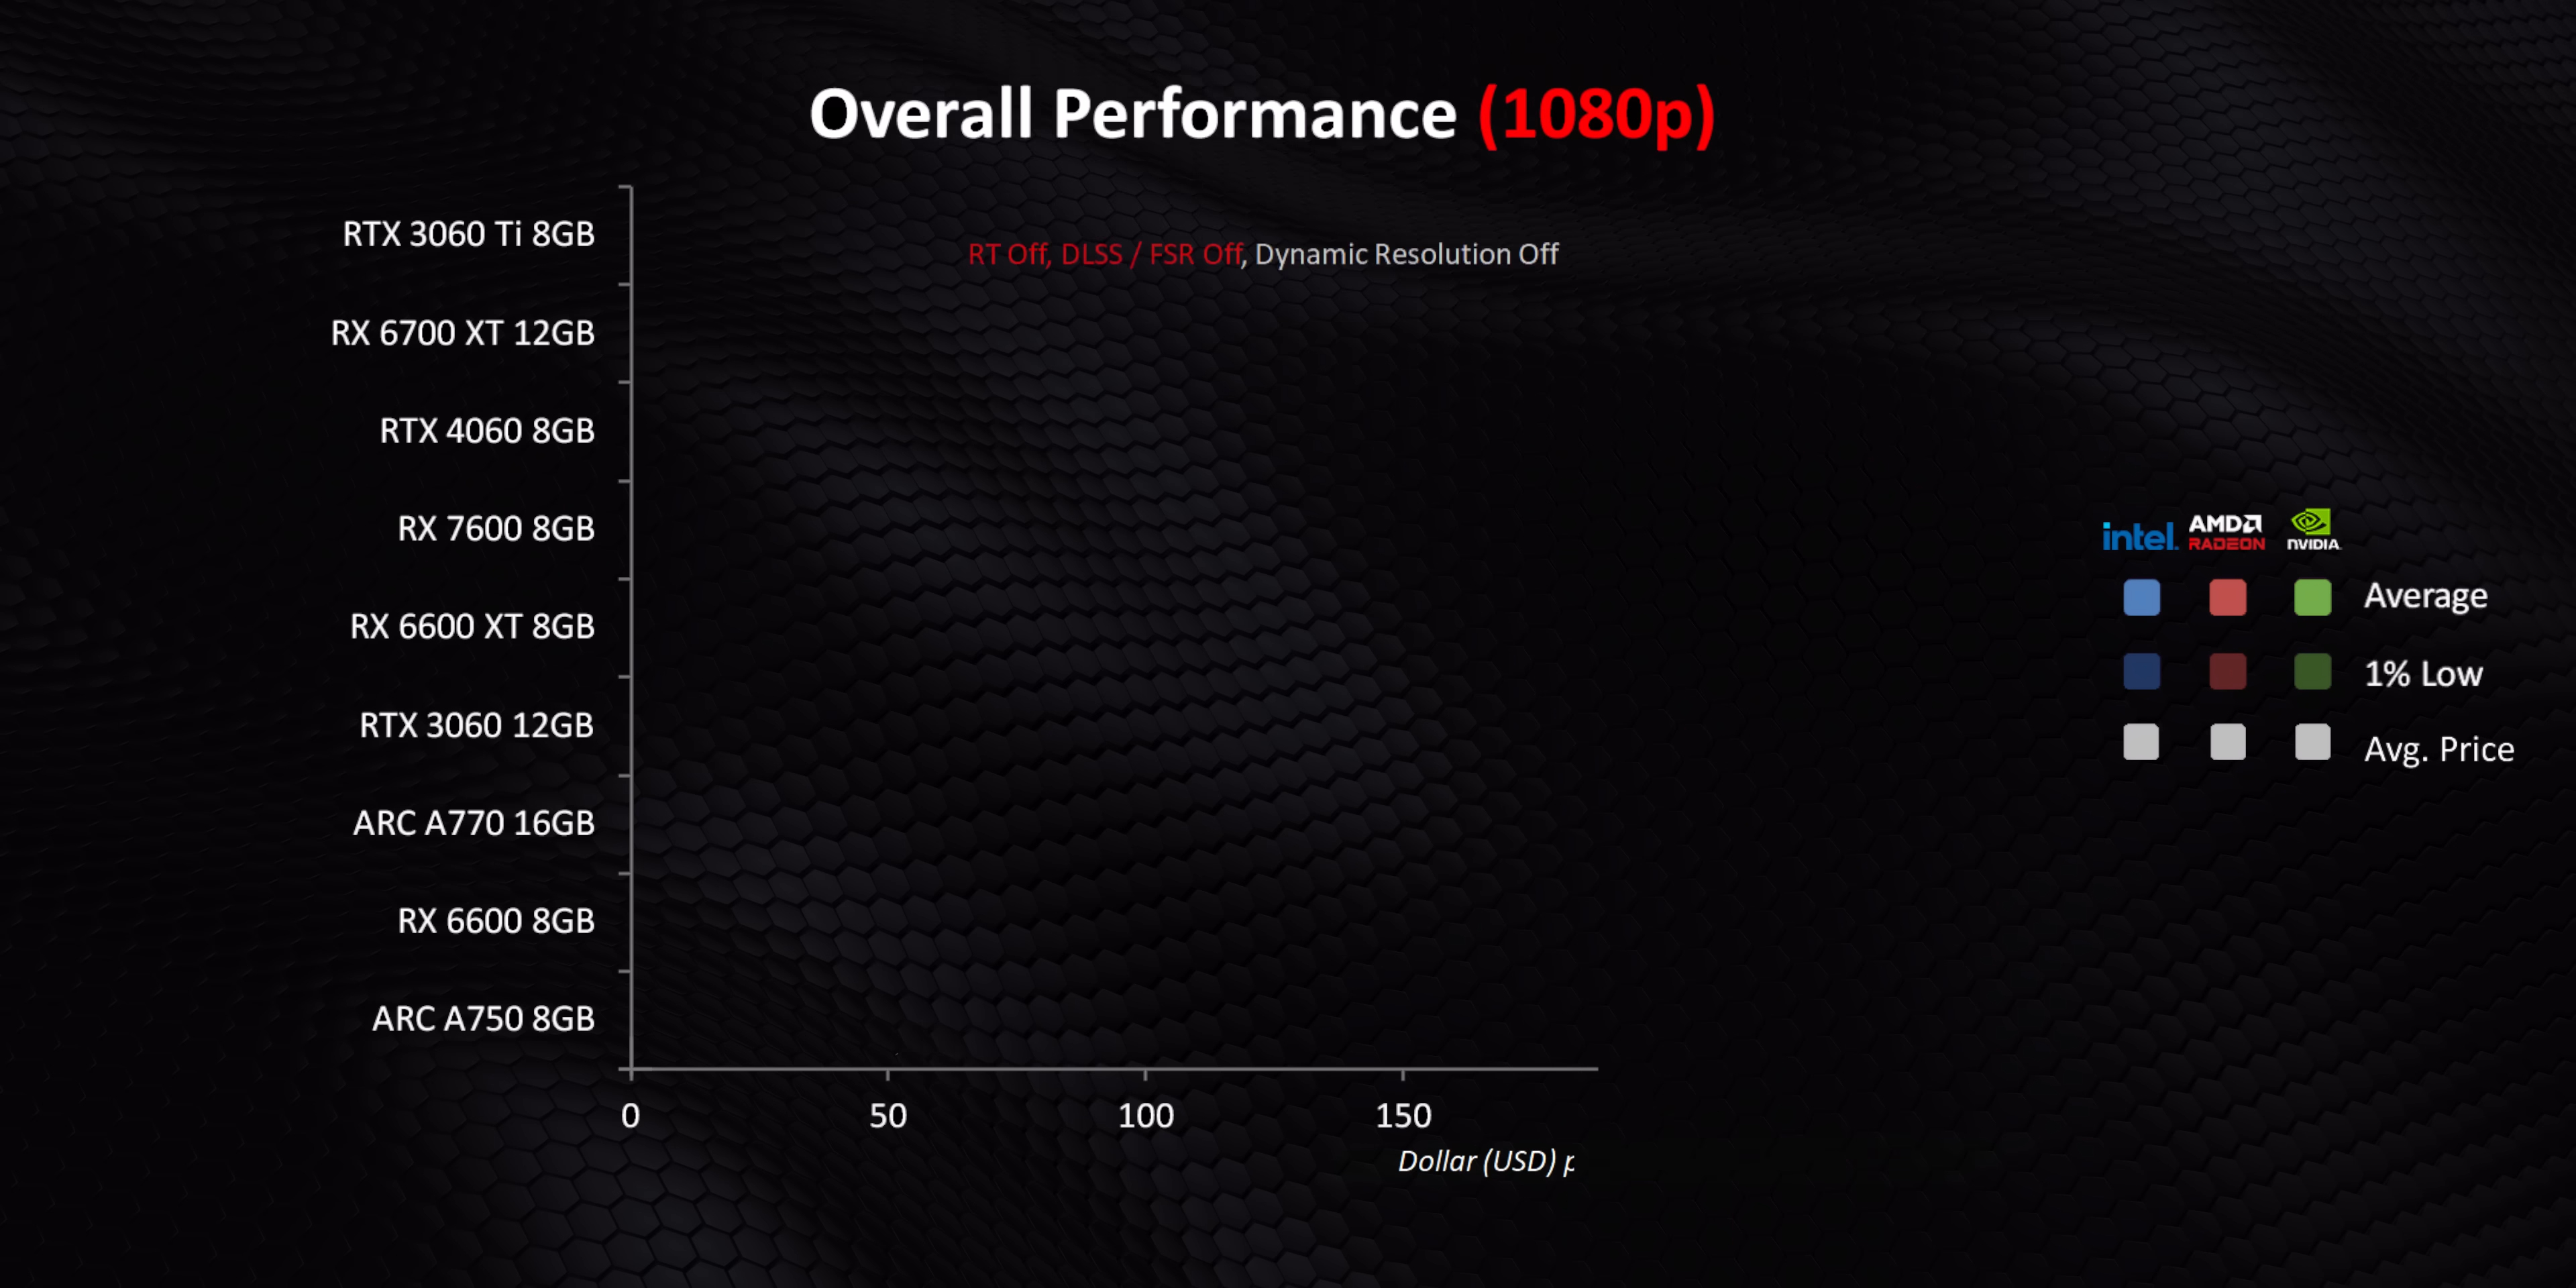 Overall Performance (1080p)
RT Off, DLSS / FSR Off, Dynamic Resolution Off
RTX 3060 Ti 8GB
RX 6700 XT 12GB
RTX 4060 8GB
RX 7600 8GB
RX 6600 XT 8GB
RTX 3060 12GB
ARC A770 16GB
RX 6600 8GB
ARC A750 8GB
0 50 100 150
Dollar (USD) p
intel. AMD RADEON NVIDIA.
Average
1% Low
Avg. Price